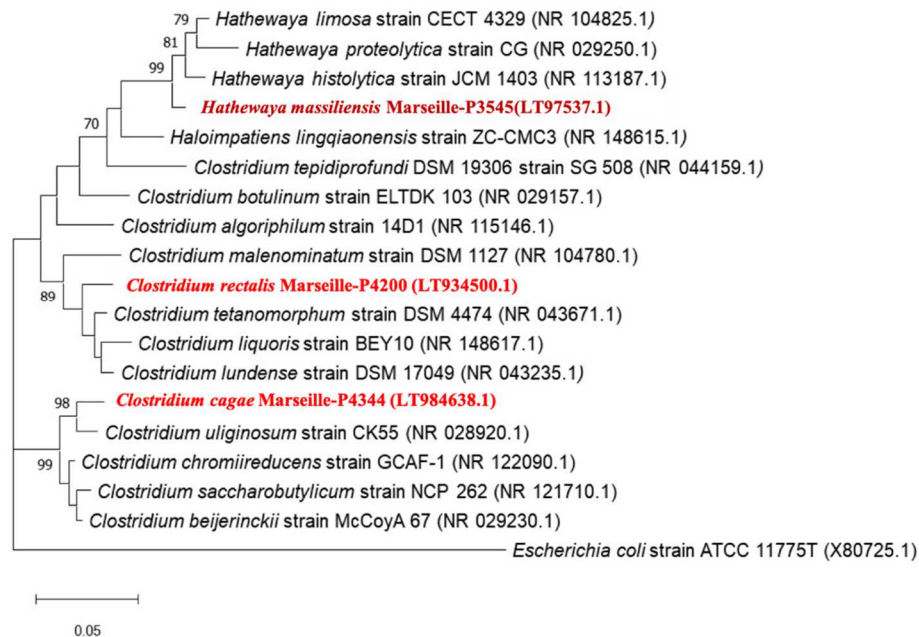 79
Hathewaya limosa strain CECT 4329 (NR 104825.1)
81
Hathewaya proteolytica strain CG (NR 029250.1)
99
Hathewaya histolytica strain JCM 1403 (NR 113187.1)
Hathewaya massiliensis Marseille-P3545(LT97537.1)
70
Haloimpatiens lingqiaonensis strain ZC-CMC3 (NR 148615.1)
Clostridium tepidiprofundi DSM 19306 strain SG 508 (NR 044159.1)
Clostridium botulinum strain ELTDK 103 (NR 029157.1)
Clostridium algoriphilum strain 14D1 (NR 115146.1)
Clostridium malenominatum strain DSM 1127 (NR 104780.1)
89
Clostridium rectalis Marseille-P4200 (LT934500.1)
Clostridium tetanomorphum strain DSM 4474 (NR 043671.1)
Clostridium liquoris strain BEY10 (NR 148617.1)
Clostridium lundense strain DSM 17049 (NR 043235.1)
98
Clostridium cagae Marseille-P4344 (LT984638.1)
Clostridium uliginosum strain CK55 (NR 028920.1)
99
Clostridium chromiireducens strain GCAF-1 (NR 122090.1)
Clostridium saccharobutylicum strain NCP 262 (NR 121710.1)
Clostridium beijerinckii strain McCoyA 67 (NR 029230.1)
Escherichia coli strain ATCC 11775T (X80725.1)
0.05